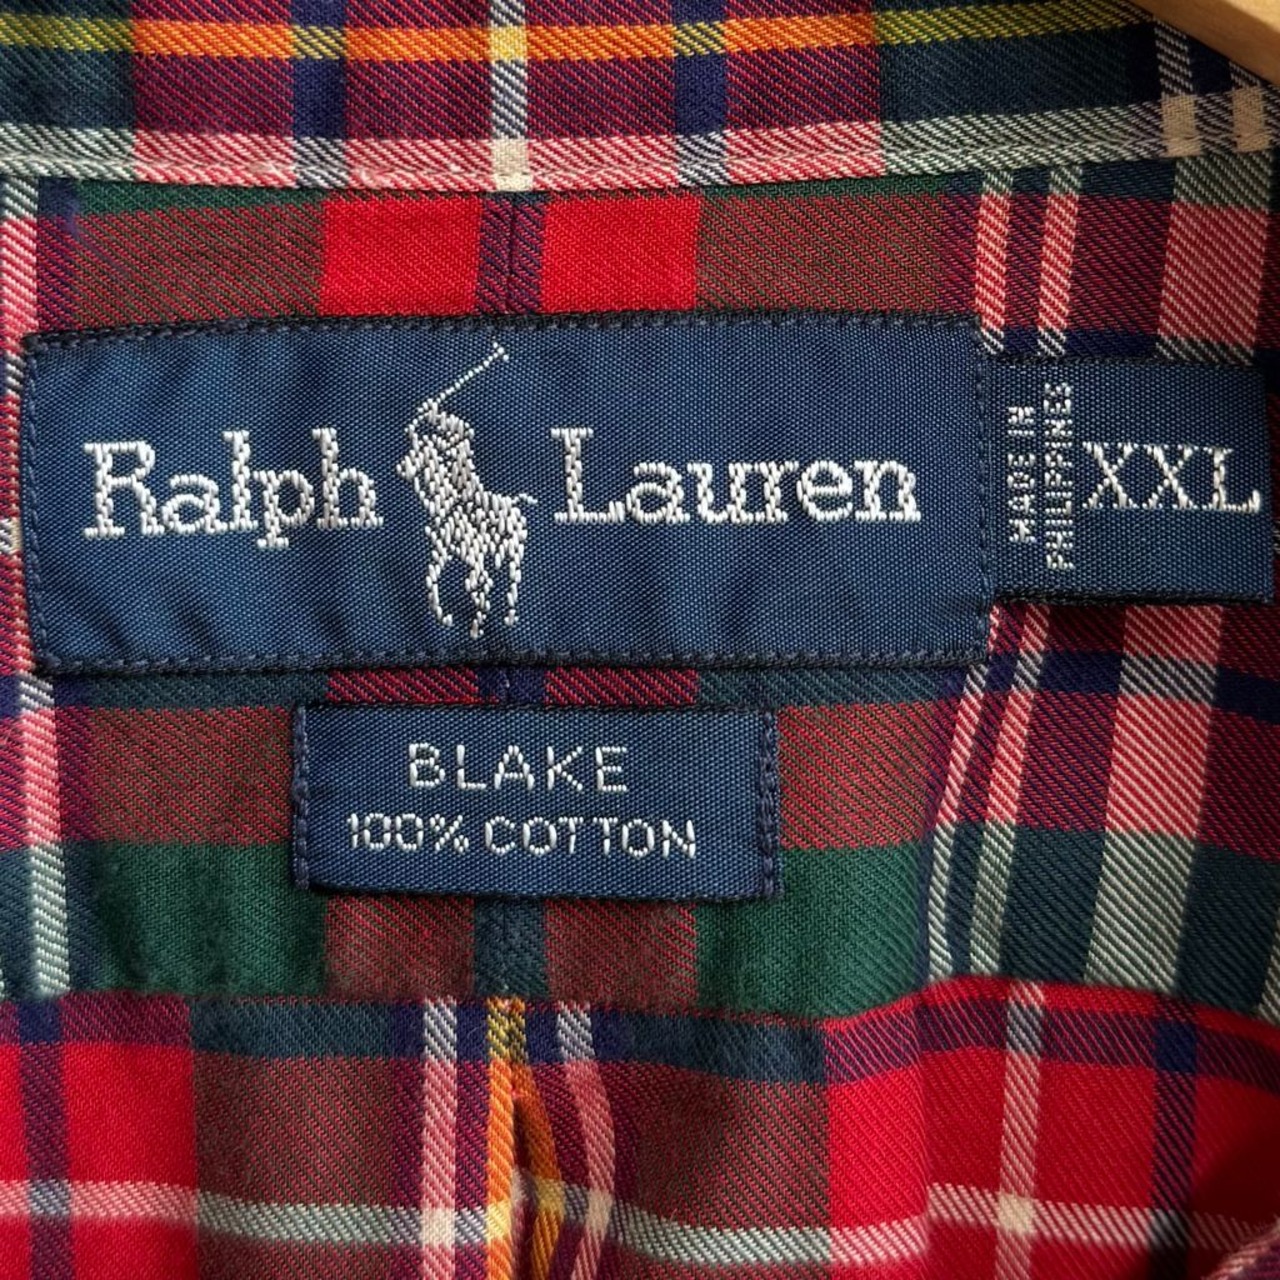 Ralph Lauren
MADE IN
PHILIPPINES
XXL
BLAKE
100% COTTON